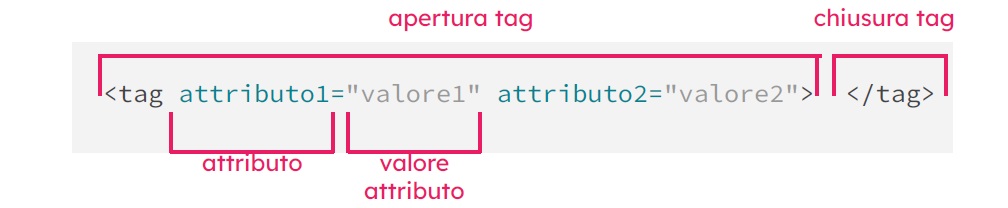 apertura tag
chiusura tag
<tag attributo1="valore1" attributo2="valore2"> </tag>
attributo
valore
attributo